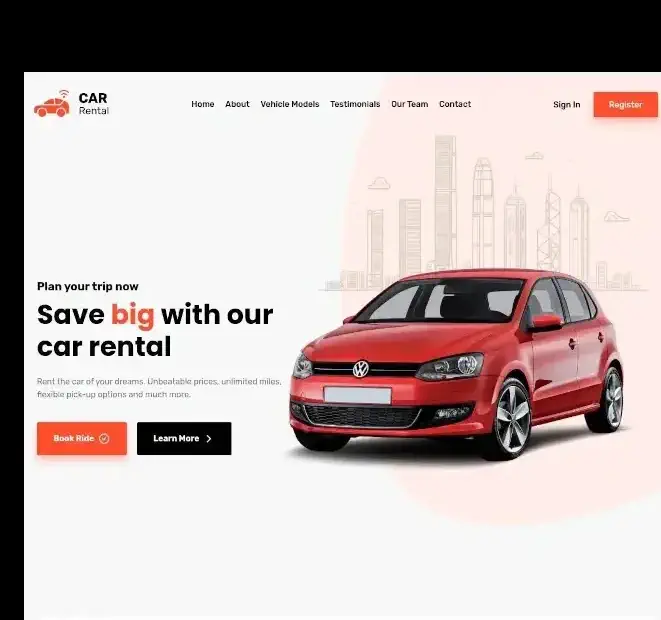 CAR
Rental
Home About Vehicle Models Testimonials Our Team Contact
Sign In Register
Plan your trip now
Save big with our
car rental
Rent the car of your dreams. Unbeatable prices, unlimited miles,
flexible pick-up options and much more.
Book Ride Learn More